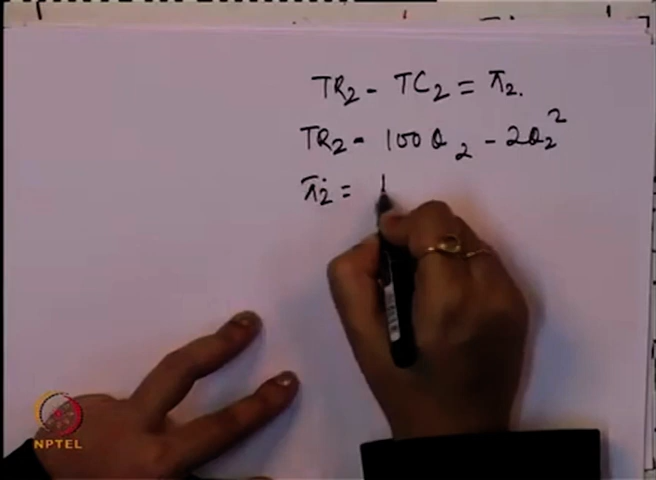 TR₂ - TC₂ = π₂.
TR₂ - 100Q₂ - 2Q₂²
π₂ = 1
NPTEL